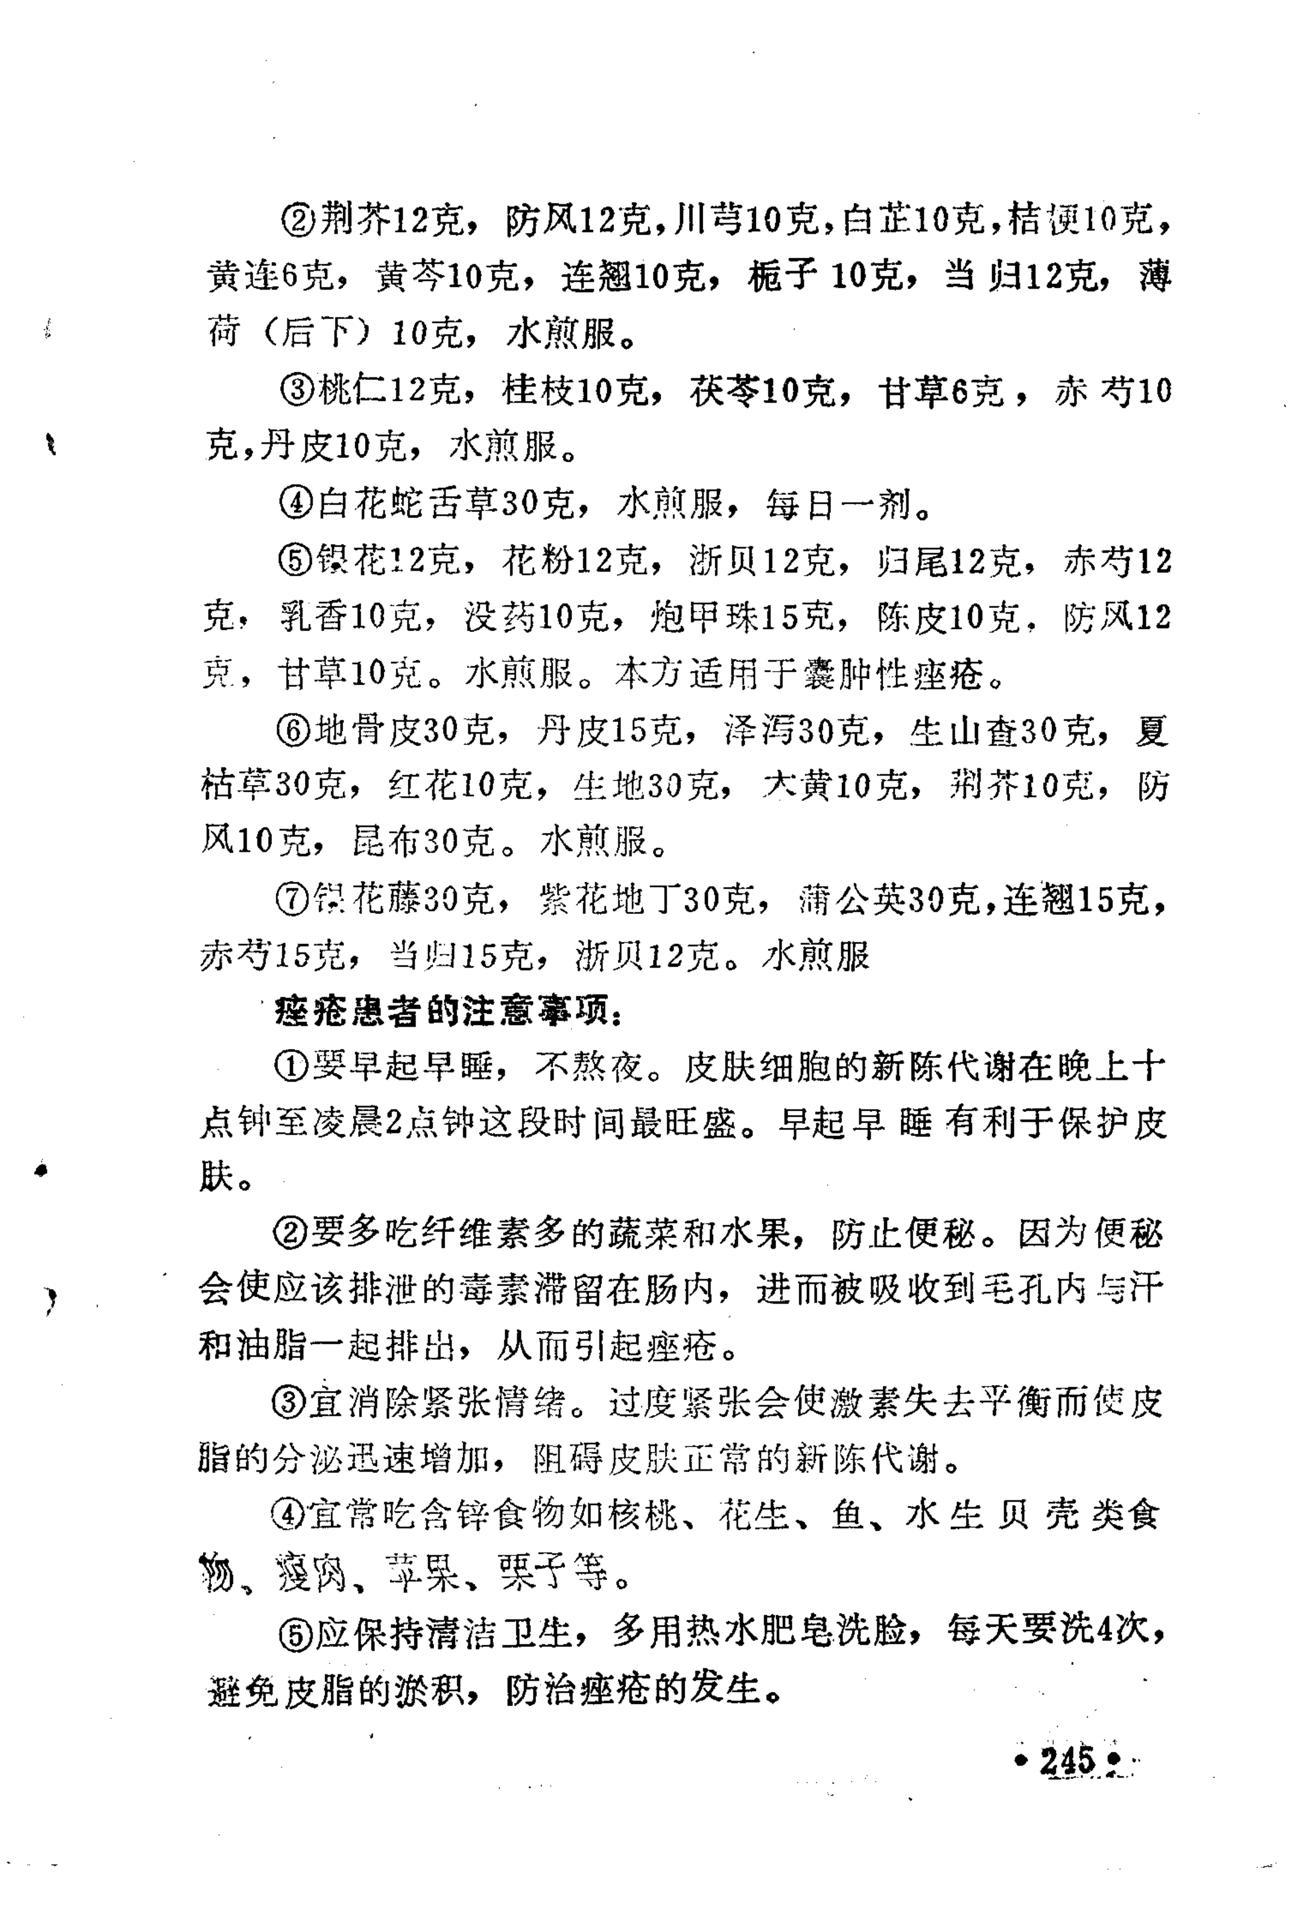 ②荆芥12克，防风12克，川芎10克，白芷10克，桔梗10克，
黄连6克，黄芩10克，连翘10克，栀子10克，当归12克，薄
荷（后下）10克，水煎服。
③桃仁12克，桂枝10克，茯苓10克，甘草6克，赤芍10
克，丹皮10克，水煎服。
④白花蛇舌草30克，水煎服，每日一剂。
⑤银花12克，花粉12克，浙贝12克，归尾12克，赤芍12
克，乳香10克，没药10克，炮甲珠15克，陈皮10克，防风12
克，甘草10克。水煎服。本方适用于囊肿性痤疮。
⑥地骨皮30克，丹皮15克，泽泻30克，生山查30克，夏
枯草30克，红花10克，生地30克，大黄10克，荆芥10克，防
风10克，昆布30克。水煎服。
⑦银花藤30克，紫花地丁30克，蒲公英30克，连翘15克，
赤芍15克，当归15克，浙贝12克。水煎服
痤疮患者的注意事项：
①要早起早睡，不熬夜。皮肤细胞的新陈代谢在晚上十
点钟至凌晨2点钟这段时间最旺盛。早起早睡有利于保护皮
肤。
②要多吃纤维素多的蔬菜和水果，防止便秘。因为便秘
会使应该排泄的毒素滞留在肠内，进而被吸收到毛孔内与汗
和油脂一起排出，从而引起痤疮。
③宜消除紧张情绪。过度紧张会使激素失去平衡而使皮
脂的分泌迅速增加，阻碍皮肤正常的新陈代谢。
④宜常吃含锌食物如核桃、花生、鱼、水生贝壳类食
物、瘦肉、苹果、栗子等。
⑤应保持清洁卫生，多用热水肥皂洗脸，每天要洗4次，
避免皮脂的淤积，防治痤疮的发生。
•245•